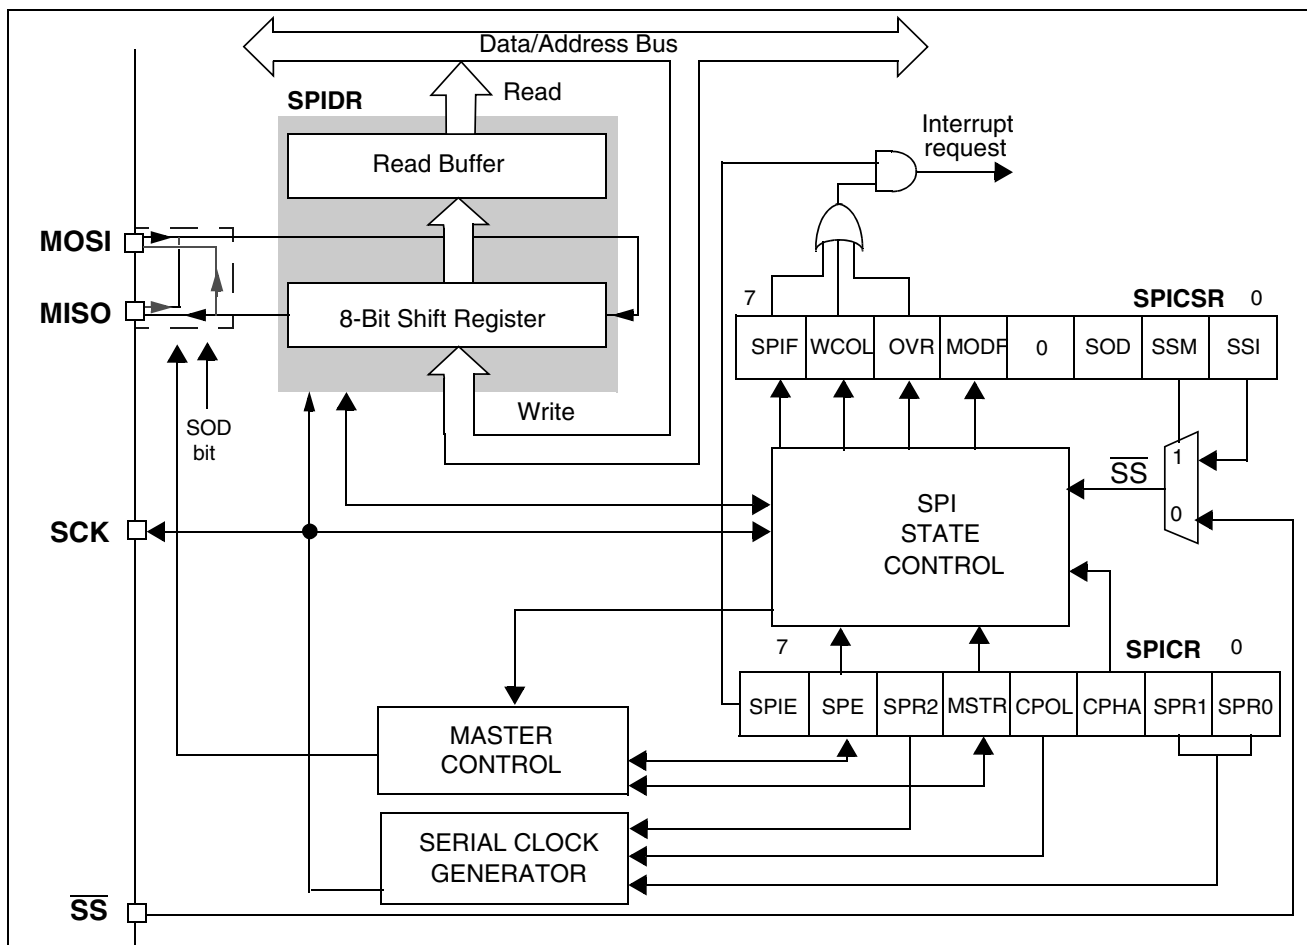 Data/Address Bus
SPIDR
Read
Read Buffer
Interrupt
request
MOSI
MISO
8-Bit Shift Register
7
SPICSR
0
SPIF
WCOL
OVR
MODF
0
SOD
SSM
SSI
Write
SOD
bit
SS
1
0
SCK
SPI
STATE
CONTROL
7
SPICR
0
SPIE
SPE
SPR2
MSTR
CPOL
CPHA
SPR1
SPR0
MASTER
CONTROL
SERIAL CLOCK
GENERATOR
SS